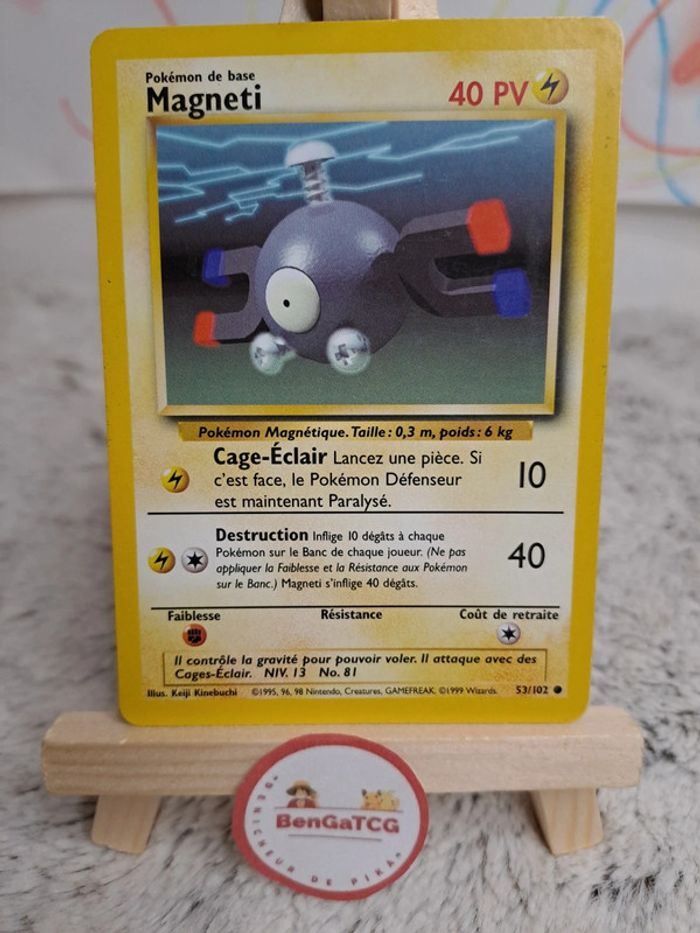 Pokémon de base
Magneti
40 PV
Pokémon Magnétique. Taille : 0,3 m, poids : 6 kg
Cage-Éclair Lancez une pièce. Si
c'est face, le Pokémon Défenseur
est maintenant Paralysé.
10
Destruction Inflige 10 dégâts à chaque
Pokémon sur le Banc de chaque joueur. (Ne pas
appliquer la Faiblesse et la Résistance aux Pokémon
sur le Banc.) Magneti s'inflige 40 dégâts.
40
Faiblesse
Résistance
Coût de retraite
Il contrôle la gravité pour pouvoir voler. Il attaque avec des
Cages-Éclair. NIV. 13 No. 81
Illus. Keiji Kinebuchi ©1995, 96, 98 Nintendo, Creatures, GAMEFREAK. ©1999 Wizards. 53/102
BenGaTCG
DENICHEUR DE PIKA